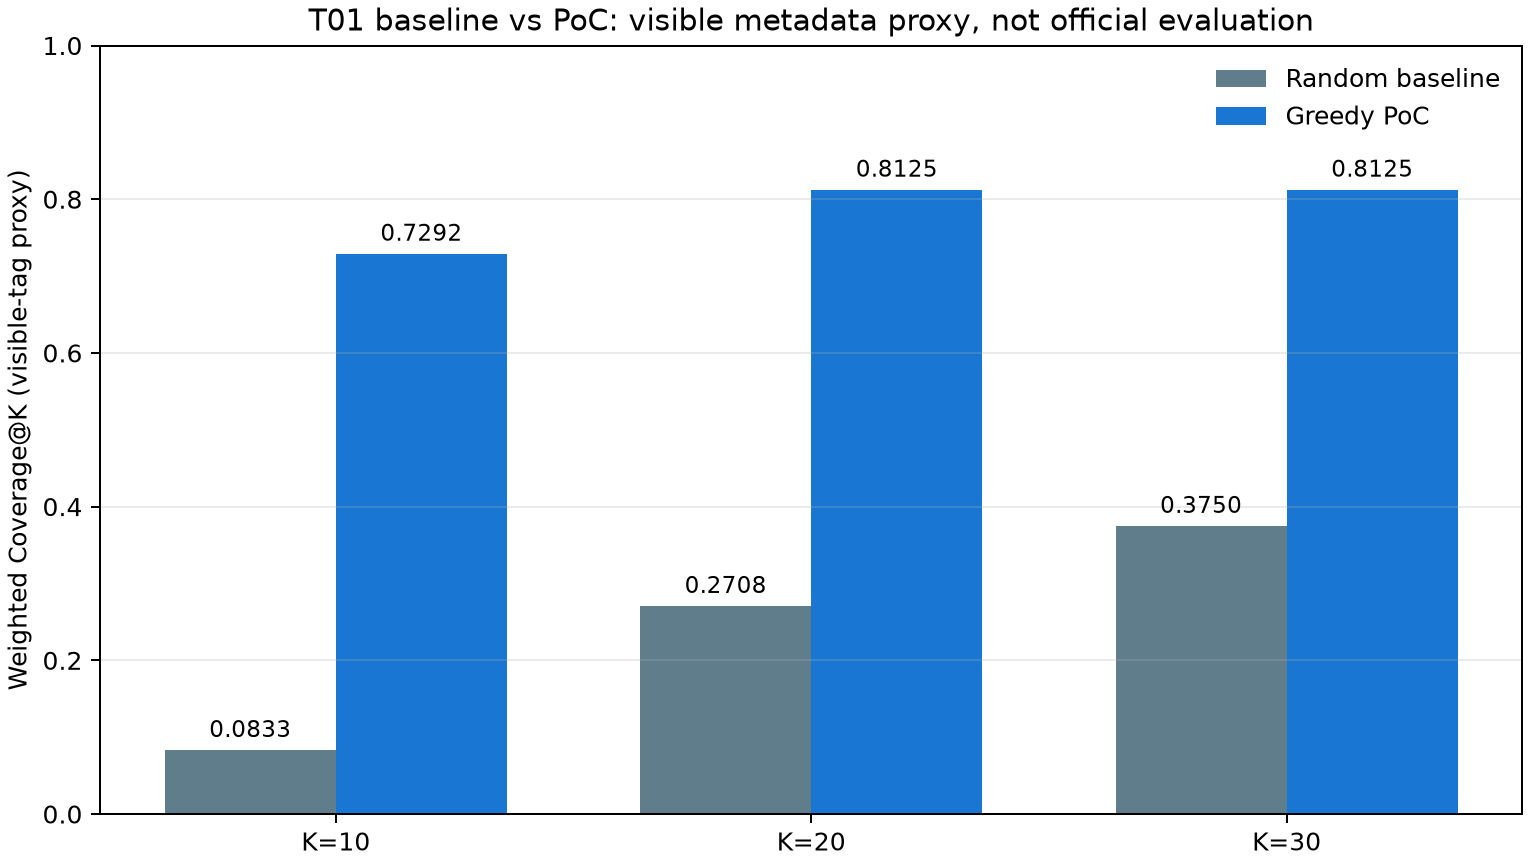 T01 baseline vs PoC: visible metadata proxy, not official evaluation
Random baseline
Greedy PoC
Weighted Coverage@K (visible-tag proxy)
1.0
0.8
0.6
0.4
0.2
0.0
0.0833
0.7292
0.2708
0.8125
0.3750
0.8125
K=10
K=20
K=30